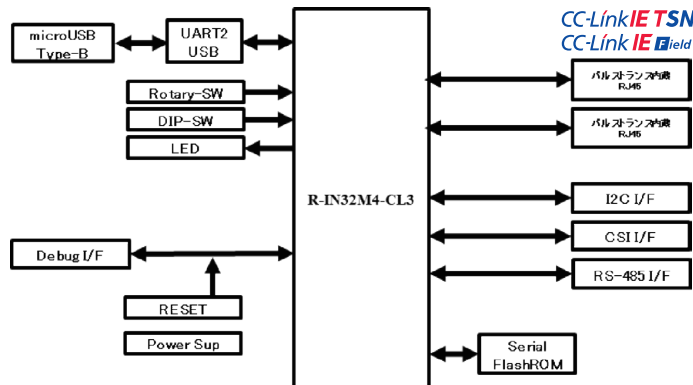 CC-Link IE TSN
CC-Link IE Field
microUSB
Type-B
UART2
USB
Rotary-SW
DIP-SW
LED
Debug I/F
RESET
Power Sup
R-IN32M4-CL3
パルストランス内蔵
RJ45
パルストランス内蔵
RJ45
I2C I/F
CSI I/F
RS-485 I/F
Serial
FlashROM